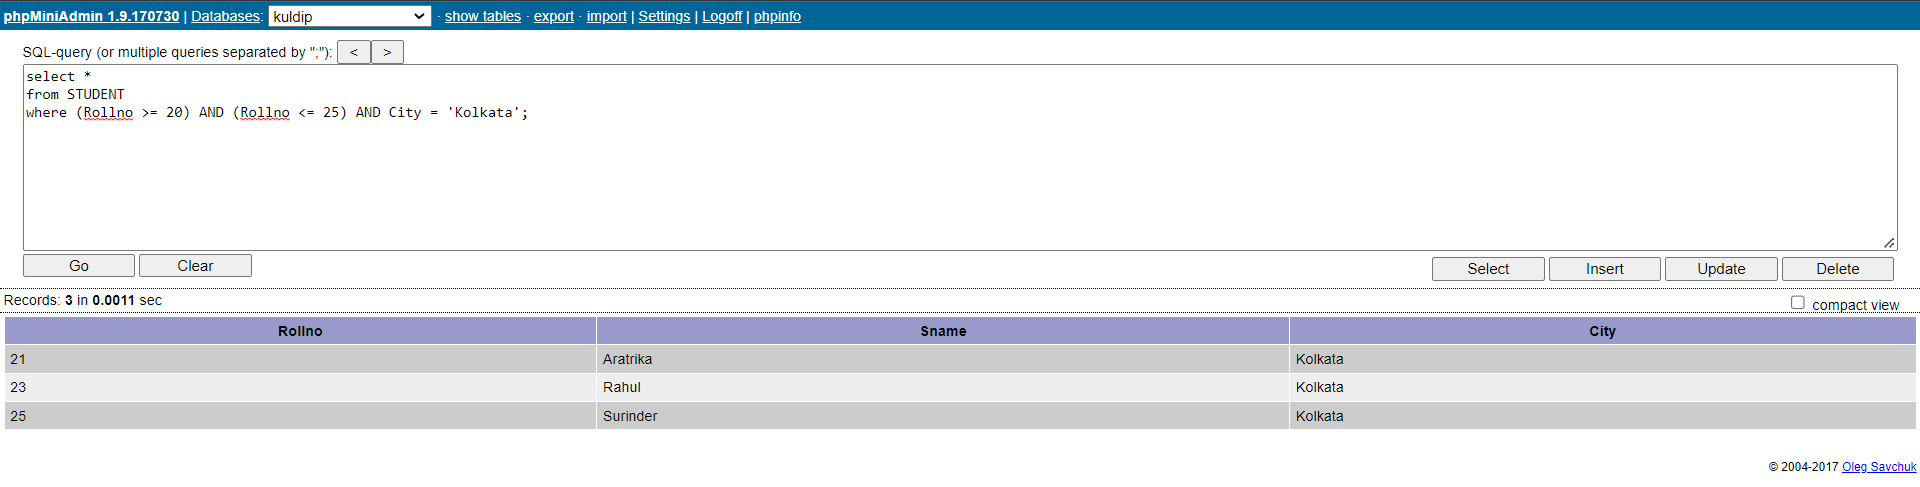 phpMiniAdmin 1.9.170730 | Databases: kuldip · show tables · export · import | Settings | Logoff | phpinfo
SQL-query (or multiple queries separated by ";"): < >
select *
from STUDENT
where (Rollno >= 20) AND (Rollno <= 25) AND City = 'Kolkata';
Go Clear Select Insert Update Delete
Records: 3 in 0.0011 sec compact view
Rollno Sname City
21 Aratrika Kolkata
23 Rahul Kolkata
25 Surinder Kolkata
© 2004-2017 Oleg Savchuk